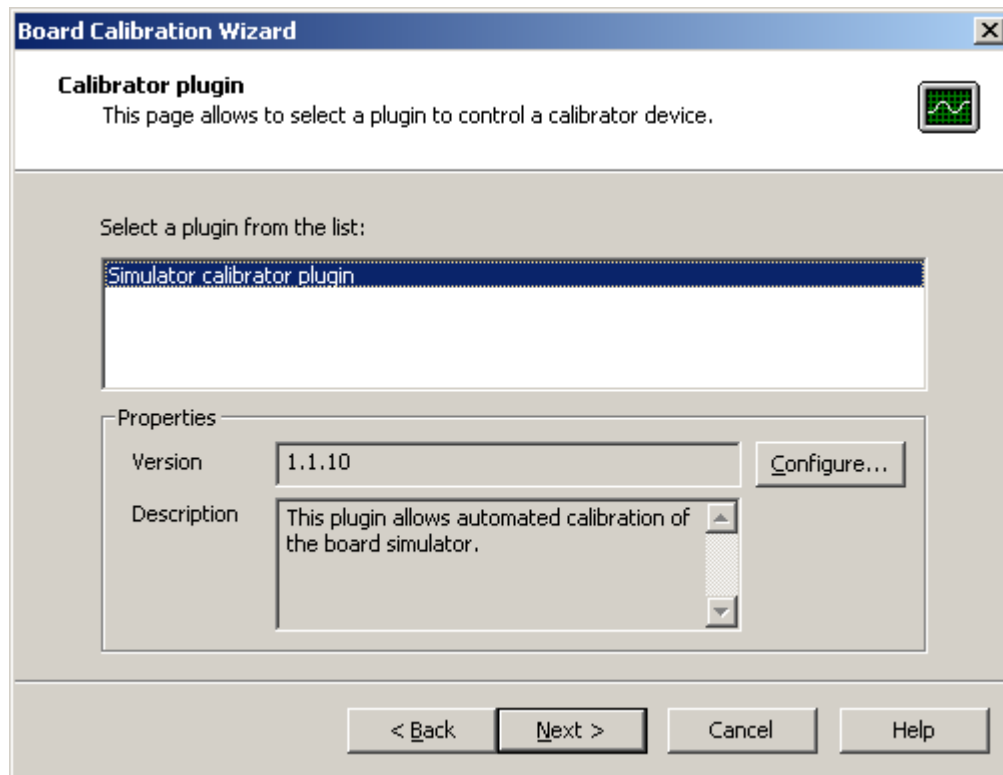 Board Calibration Wizard
Calibrator plugin
This page allows to select a plugin to control a calibrator device.
Select a plugin from the list:
Simulator calibrator plugin
Properties
Version
1.1.10
Configure...
Description
This plugin allows automated calibration of
the board simulator.
< Back
Next >
Cancel
Help